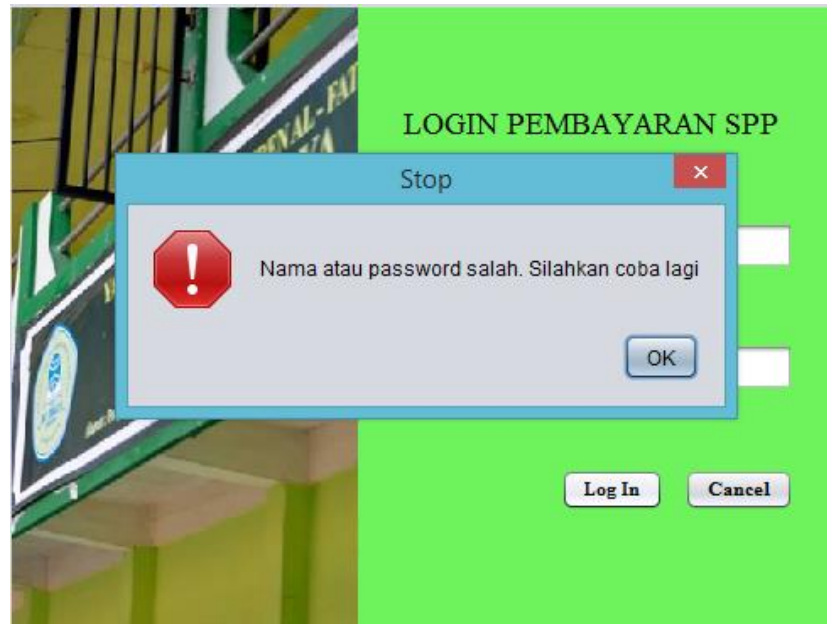 LOGIN PEMBAYARAN SPP
Stop
Nama atau password salah. Silahkan coba lagi
OK
Log In
Cancel